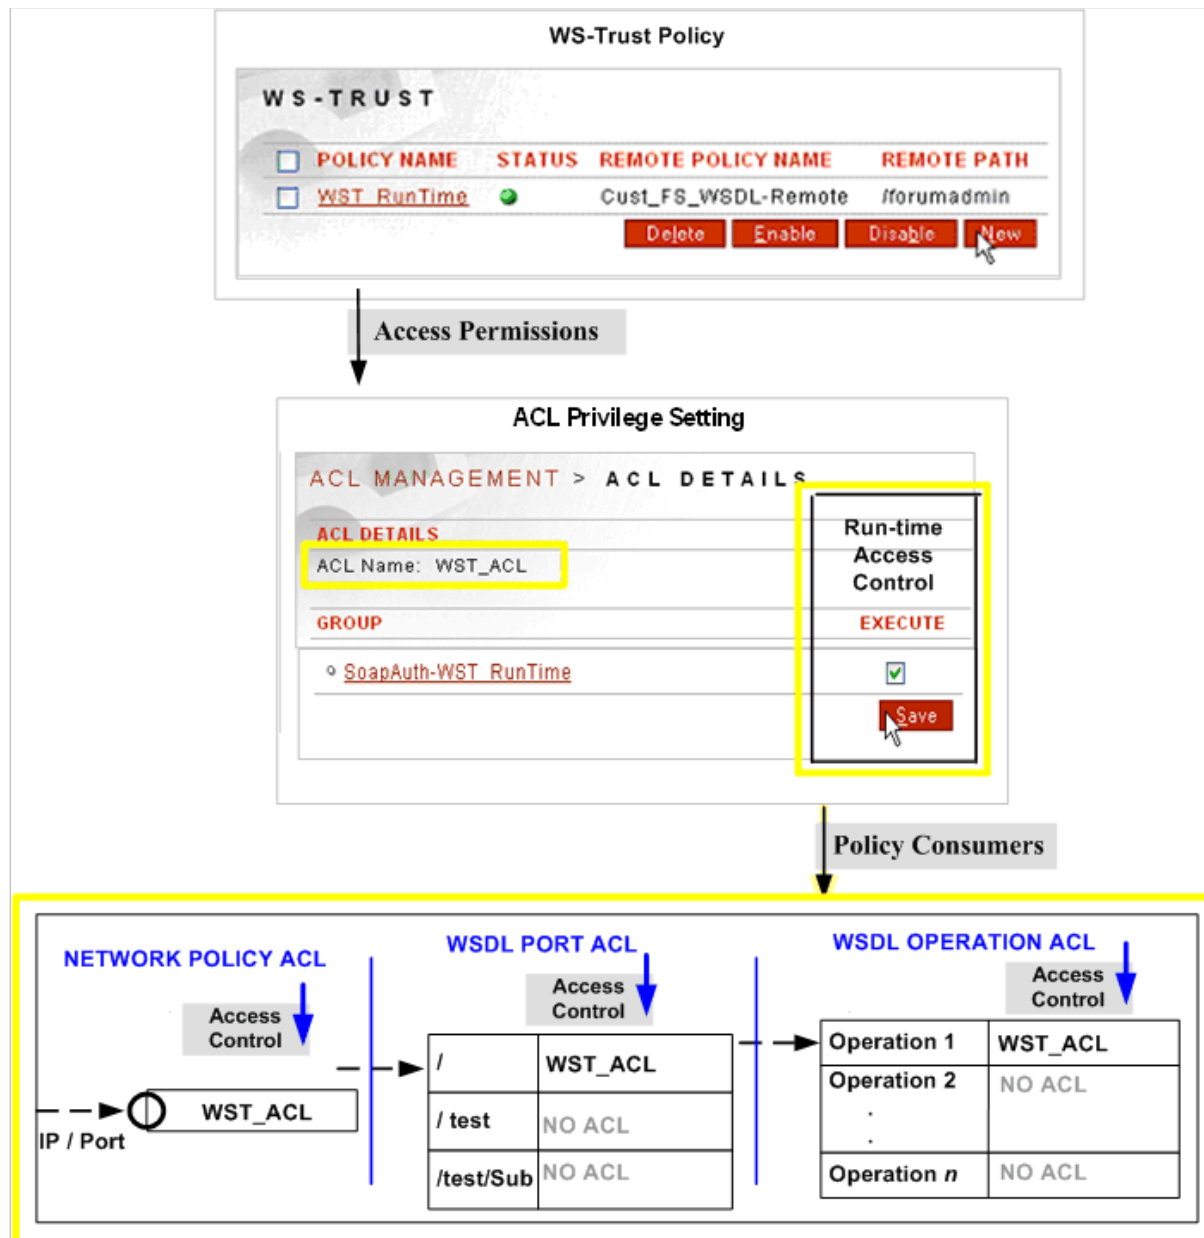 WS-Trust Policy
WS-TRUST
POLICY NAME STATUS REMOTE POLICY NAME REMOTE PATH
WST_RunTime Cust_FS_WSDL-Remote /forumadmin
Delete Enable Disable New
Access Permissions
ACL Privilege Setting
ACL MANAGEMENT > ACL DETAILS
Run-time
Access
Control
ACL DETAILS
ACL Name: WST_ACL
GROUP EXECUTE
SoapAuth-WST_RunTime
Save
Policy Consumers
NETWORK POLICY ACL
Access
Control
IP / Port
WST_ACL
WSDL PORT ACL
Access
Control
/ WST_ACL
/ test NO ACL
/test/Sub NO ACL
WSDL OPERATION ACL
Access
Control
Operation 1 WST_ACL
Operation 2 NO ACL
.
.
Operation n NO ACL